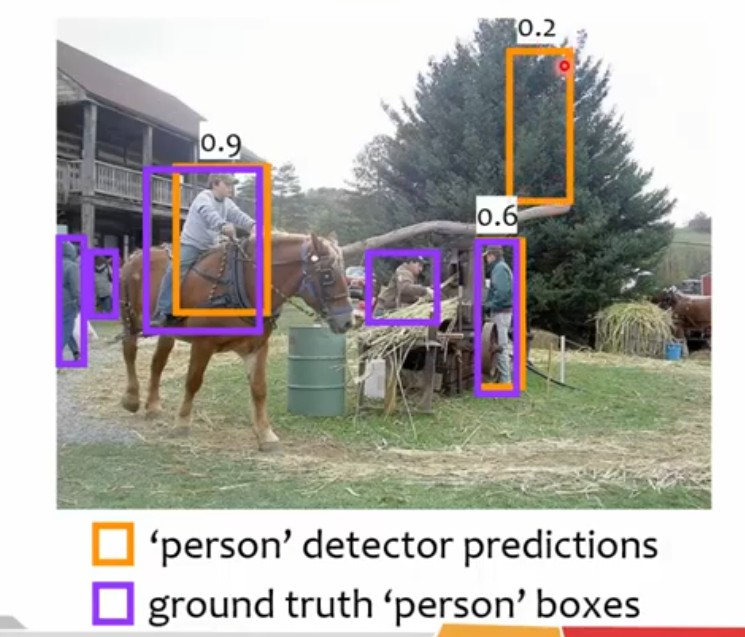 0.2
0.9
0.6
'person' detector predictions
ground truth 'person' boxes